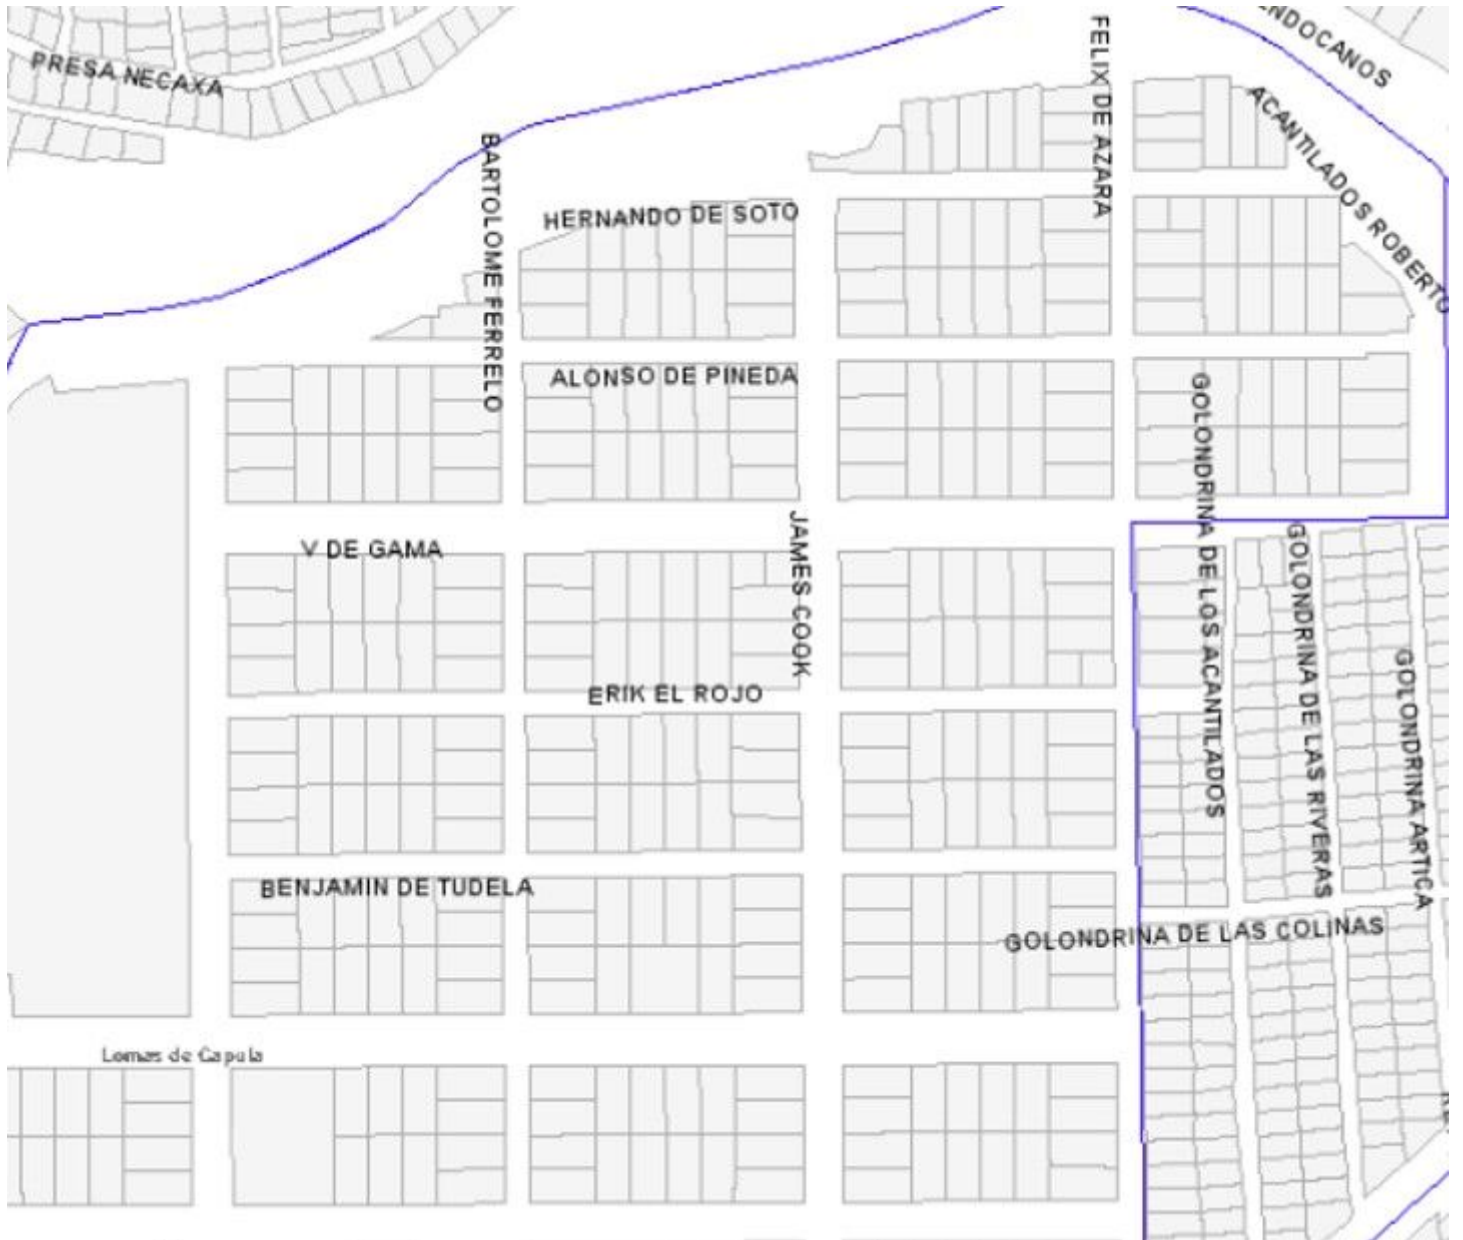 PRESA NECAXA
BARTOLOME FERRELO
HERNANDO DE SOTO
FELIX DE AZARA
ACANTILADOS ROBERTO
ALONSO DE PINEDA
V DE GAMA
JAMES COOK
ERIK EL ROJO
GOLONDRINA DE LOS ACANTILADOS
GOLONDRINA DE LAS RIVERAS
GOLONDRINA ARTICA
BENJAMIN DE TUDELA
GOLONDRINA DE LAS COLINAS
Lomas de Capula